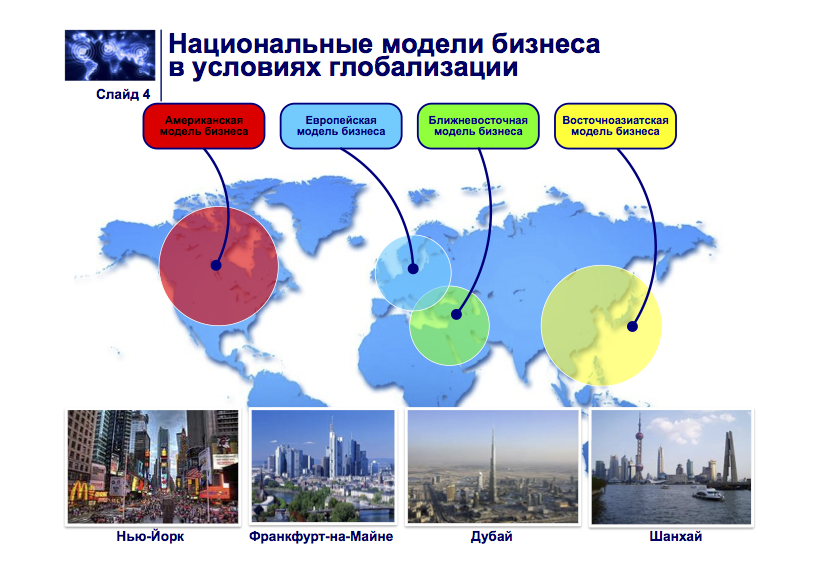 Национальные модели бизнеса
в условиях глобализации
Слайд 4
Американская
модель бизнеса
Европейская
модель бизнеса
Ближневосточная
модель бизнеса
Восточноазиатская
модель бизнеса
Нью-Йорк
Франкфурт-на-Майне
Дубай
Шанхай